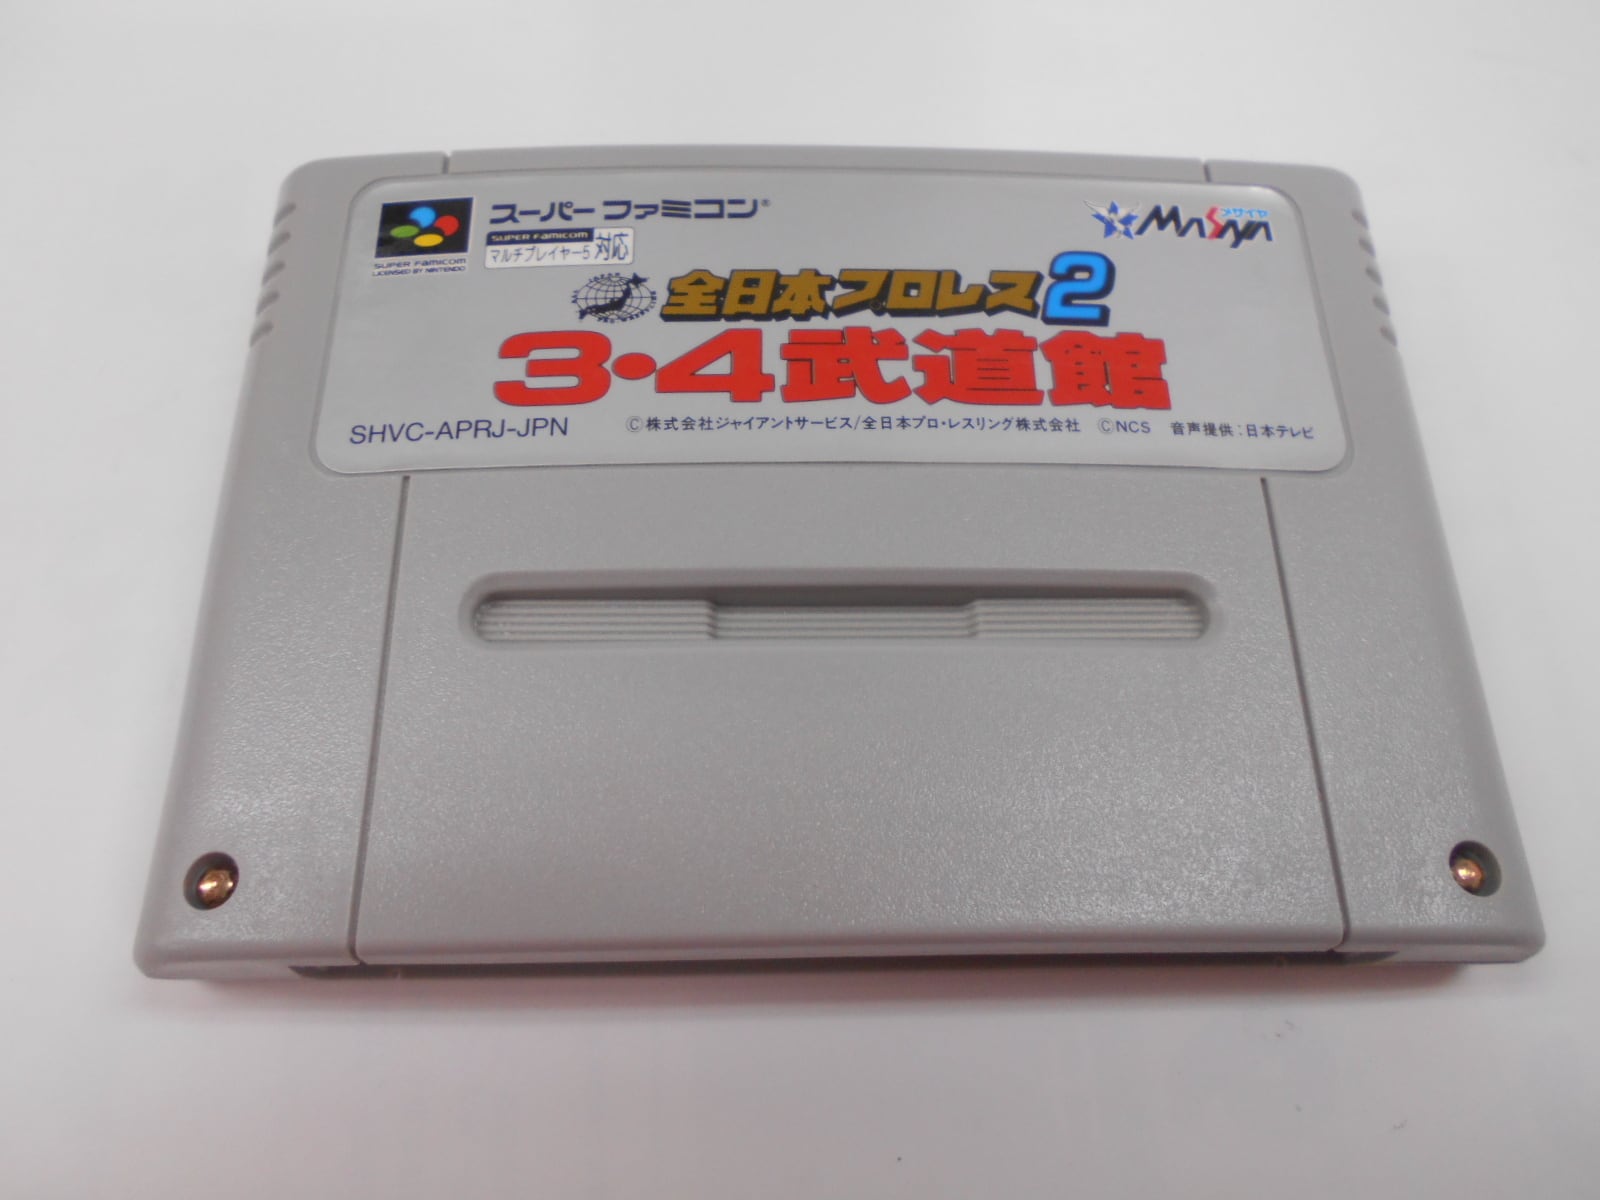 スーパーファミコン®
SUPER FAMICOM
マルチプレイヤー5 対応
SUPER FAMICOM
LICENSED BY NINTENDO
メサイヤ
MASAYA
全日本プロレス2
3・4武道館
SHVC-APRJ-JPN
Ⓒ株式会社ジャイアントサービス/全日本プロ・レスリング株式会社 ⒸNCS 音声提供:日本テレビ